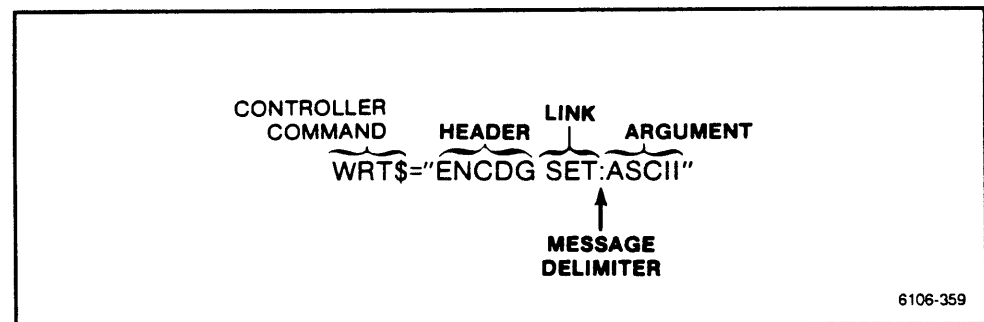 CONTROLLER
COMMAND
HEADER
LINK
ARGUMENT
WRT$="ENCDG SET:ASCII"
MESSAGE
DELIMITER
6106-359